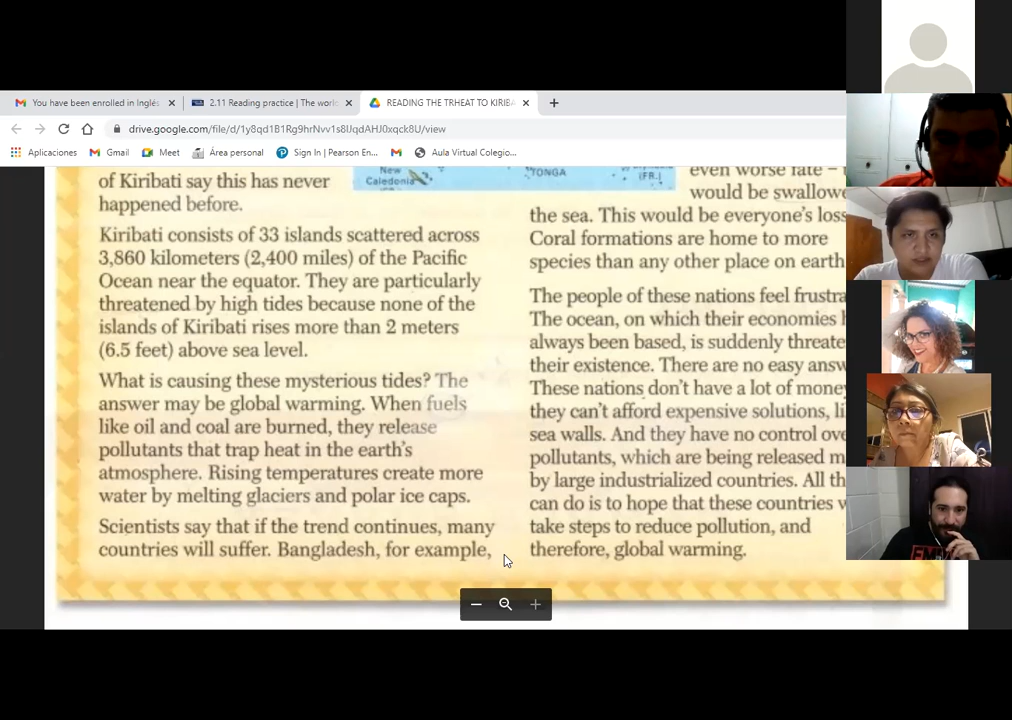 You have been enrolled in Inglés
2.11 Reading practice | The world
READING THE TRHEAT TO KIRIBA
drive.google.com/file/d/1y8qd1B1Rg9hrNvv1s8IJqdAHJ0xqck8U/view
Aplicaciones
Gmail
Meet
Área personal
Sign In | Pearson En...
Aula Virtual Colegio...
New
Caledonia
(FR.)
TONGA
(FR.)
of Kiribati say this has never
happened before.
Kiribati consists of 33 islands scattered across
3,860 kilometers (2,400 miles) of the Pacific
Ocean near the equator. They are particularly
threatened by high tides because none of the
islands of Kiribati rises more than 2 meters
(6.5 feet) above sea level.
What is causing these mysterious tides? The
answer may be global warming. When fuels
like oil and coal are burned, they release
pollutants that trap heat in the earth's
atmosphere. Rising temperatures create more
water by melting glaciers and polar ice caps.
Scientists say that if the trend continues, many
countries will suffer. Bangladesh, for example,
even worse fate –
would be swallowe
the sea. This would be everyone's loss
Coral formations are home to more
species than any other place on earth
The people of these nations feel frustra
The ocean, on which their economies h
always been based, is suddenly threate
their existence. There are no easy answ
These nations don't have a lot of money
they can't afford expensive solutions, li
sea walls. And they have no control ove
pollutants, which are being released m
by large industrialized countries. All th
can do is to hope that these countries w
take steps to reduce pollution, and
therefore, global warming.